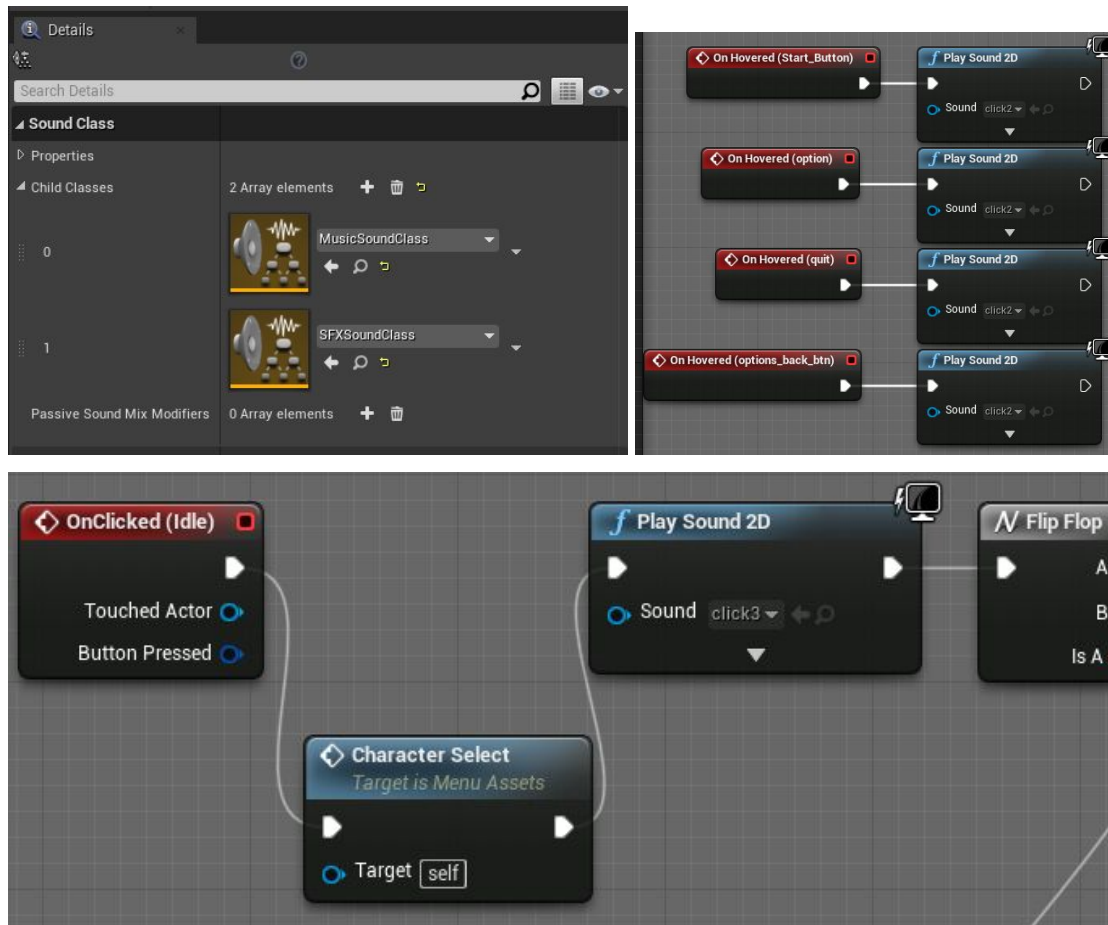 Details
Search Details
Sound Class
Properties
Child Classes
2 Array elements
0
MusicSoundClass
1
SFXSoundClass
Passive Sound Mix Modifiers
0 Array elements
On Hovered (Start_Button)
Play Sound 2D
Sound click2
On Hovered (option)
Play Sound 2D
Sound click2
On Hovered (quit)
Play Sound 2D
Sound click2
On Hovered (options_back_btn)
Play Sound 2D
Sound click2
OnClicked (Idle)
Touched Actor
Button Pressed
Character Select
Target is Menu Assets
Target self
Play Sound 2D
Sound click3
Flip Flop
A
B
Is A